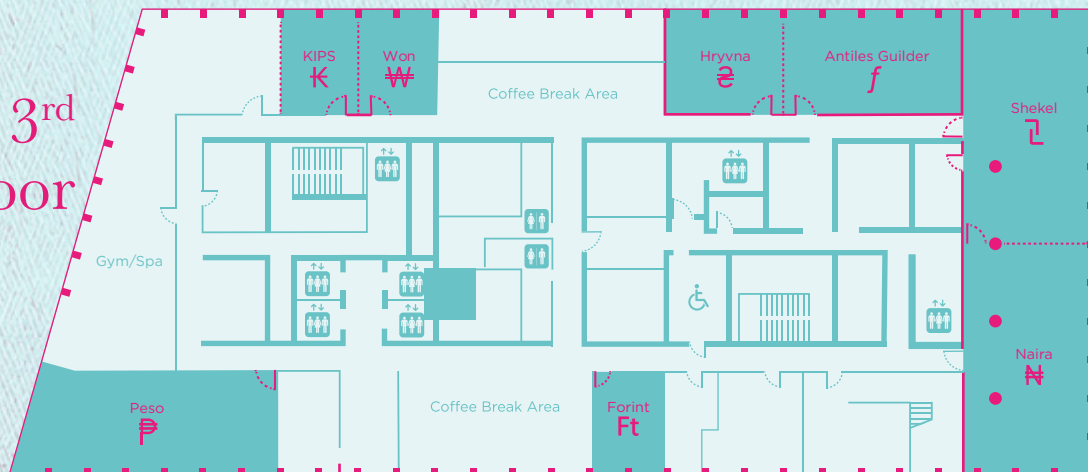 3rd
oor
KIPS
₭
Won
₩
Coffee Break Area
Hryvna
₴
Antiles Guilder
ƒ
Shekel
Gym/Spa
Peso
₱
Coffee Break Area
Forint
Ft
Naira
₦